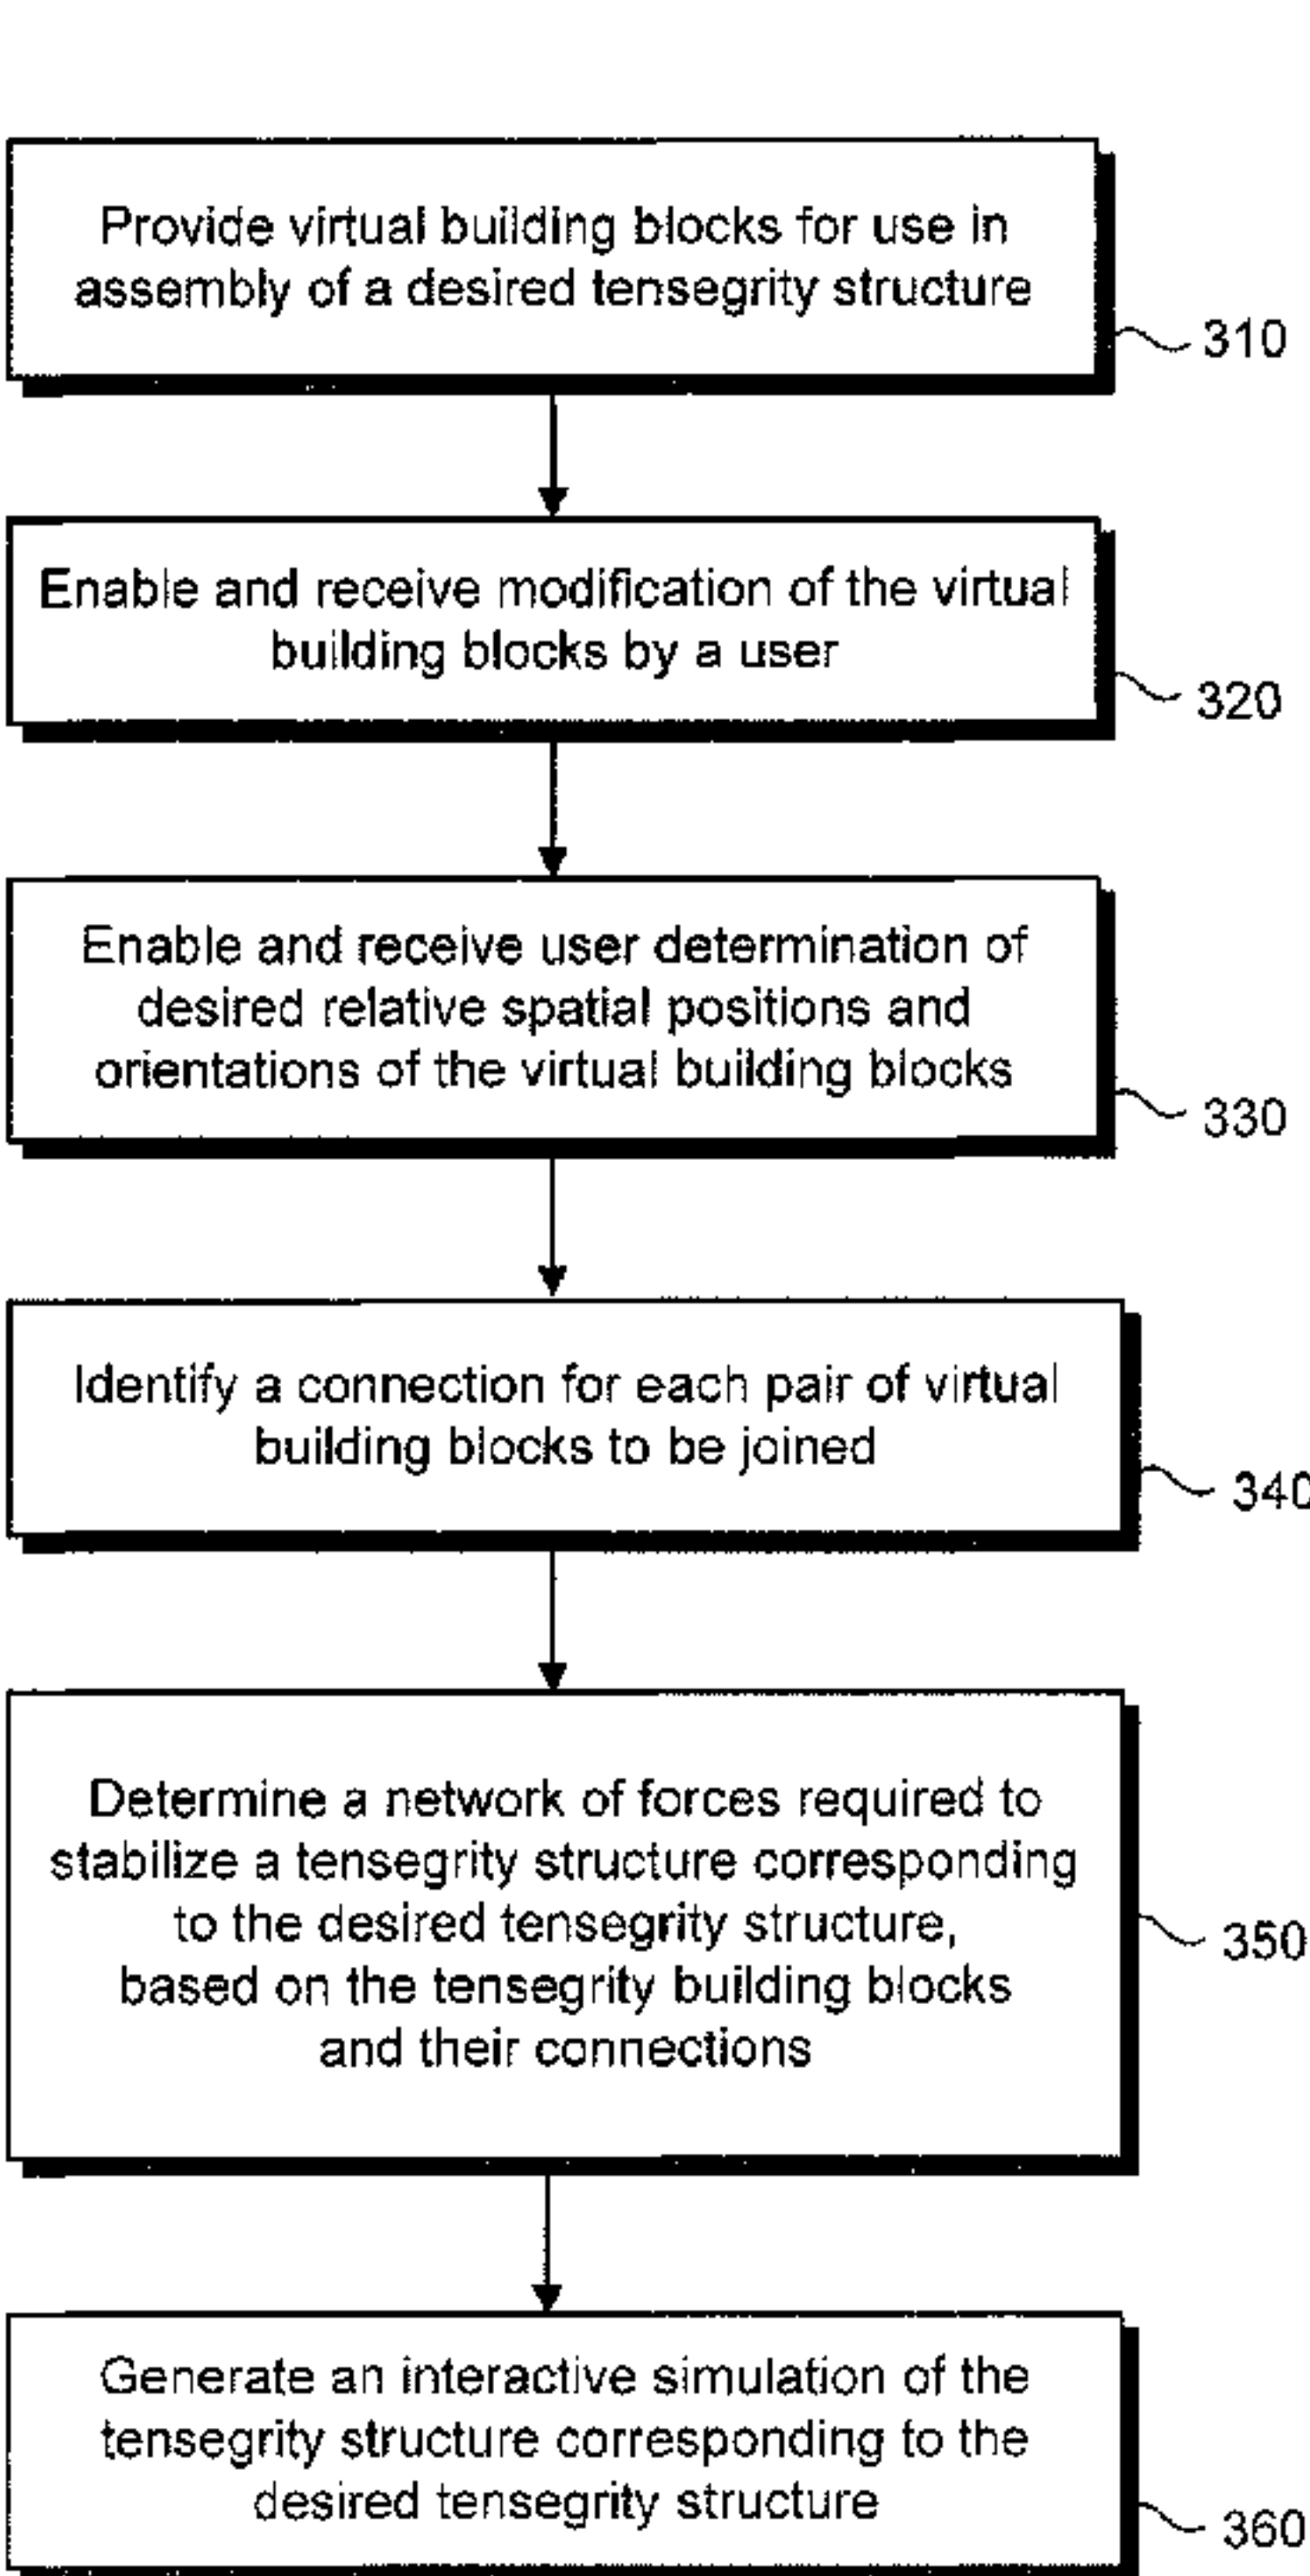 Provide virtual building blocks for use in
assembly of a desired tensegrity structure
310
Enable and receive modification of the virtual
building blocks by a user
320
Enable and receive user determination of
desired relative spatial positions and
orientations of the virtual building blocks
330
Identify a connection for each pair of virtual
building blocks to be joined
340
Determine a network of forces required to
stabilize a tensegrity structure corresponding
to the desired tensegrity structure,
based on the tensegrity building blocks
and their connections
350
Generate an interactive simulation of the
tensegrity structure corresponding to the
desired tensegrity structure
360